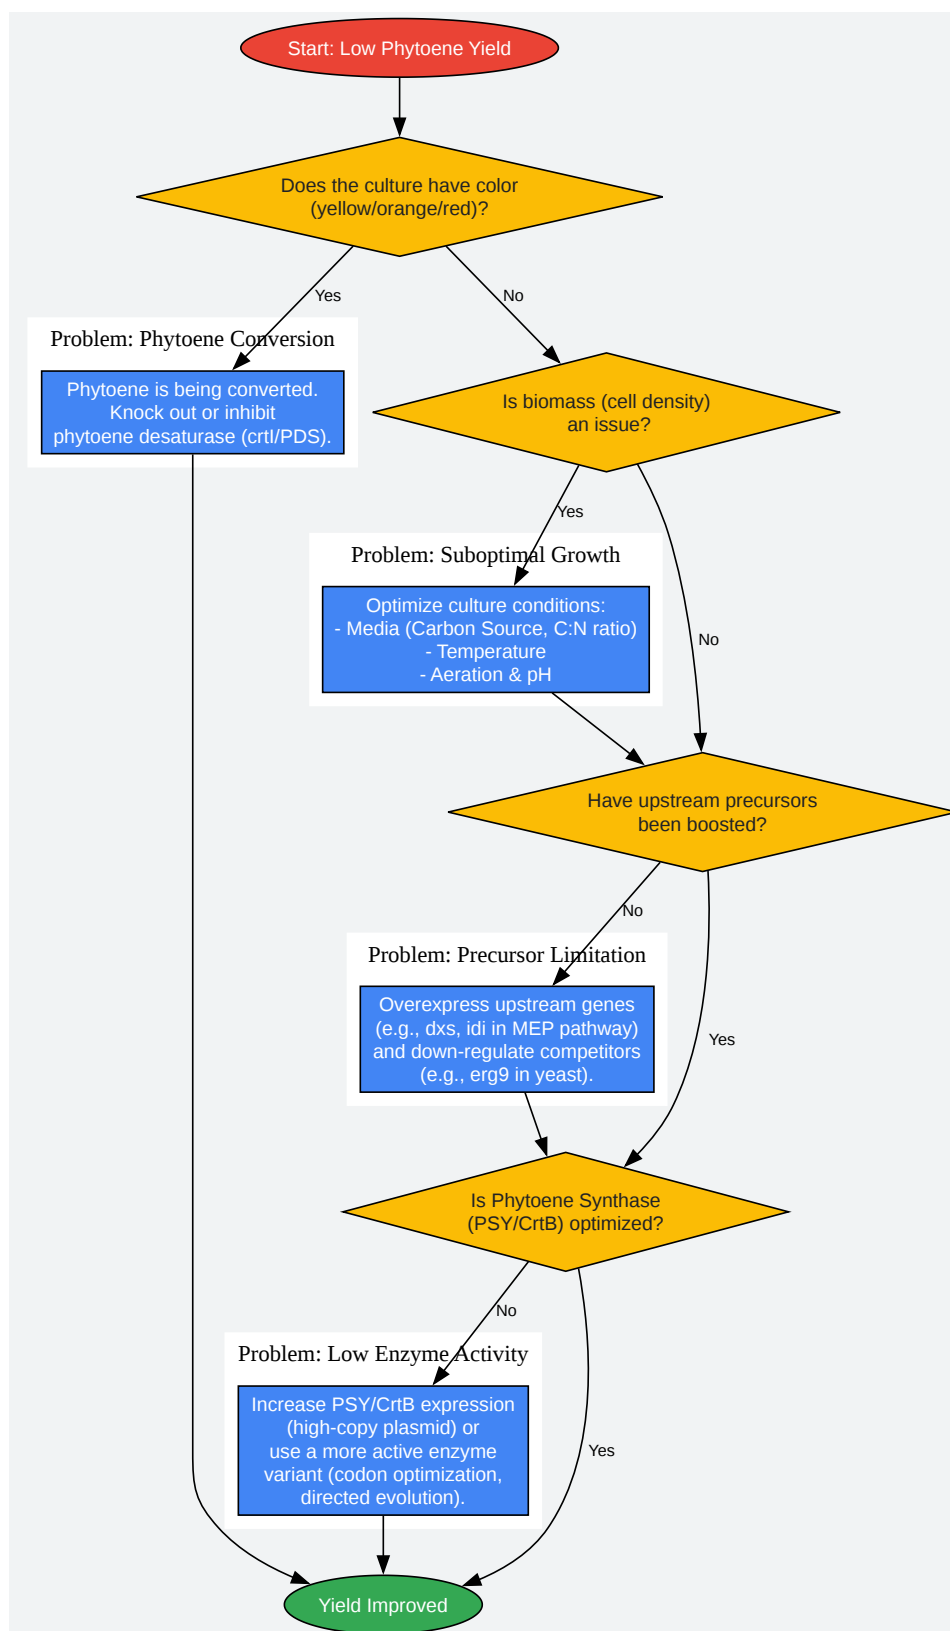 Start: Low Phytoene Yield
Does the culture have color
(yellow/orange/red)?
Yes
No
Problem: Phytoene Conversion
Phytoene is being converted.
Knock out or inhibit
phytoene desaturase (crtI/PDS).
Is biomass (cell density)
an issue?
Yes
No
Problem: Suboptimal Growth
Optimize culture conditions:
- Media (Carbon Source, C:N ratio)
- Temperature
- Aeration & pH
Have upstream precursors
been boosted?
No
Yes
Problem: Precursor Limitation
Overexpress upstream genes
(e.g., dxs, idi in MEP pathway)
and down-regulate competitors
(e.g., erg9 in yeast).
Is Phytoene Synthase
(PSY/CrtB) optimized?
No
Yes
Problem: Low Enzyme Activity
Increase PSY/CrtB expression
(high-copy plasmid) or
use a more active enzyme
variant (codon optimization,
directed evolution).
Yield Improved